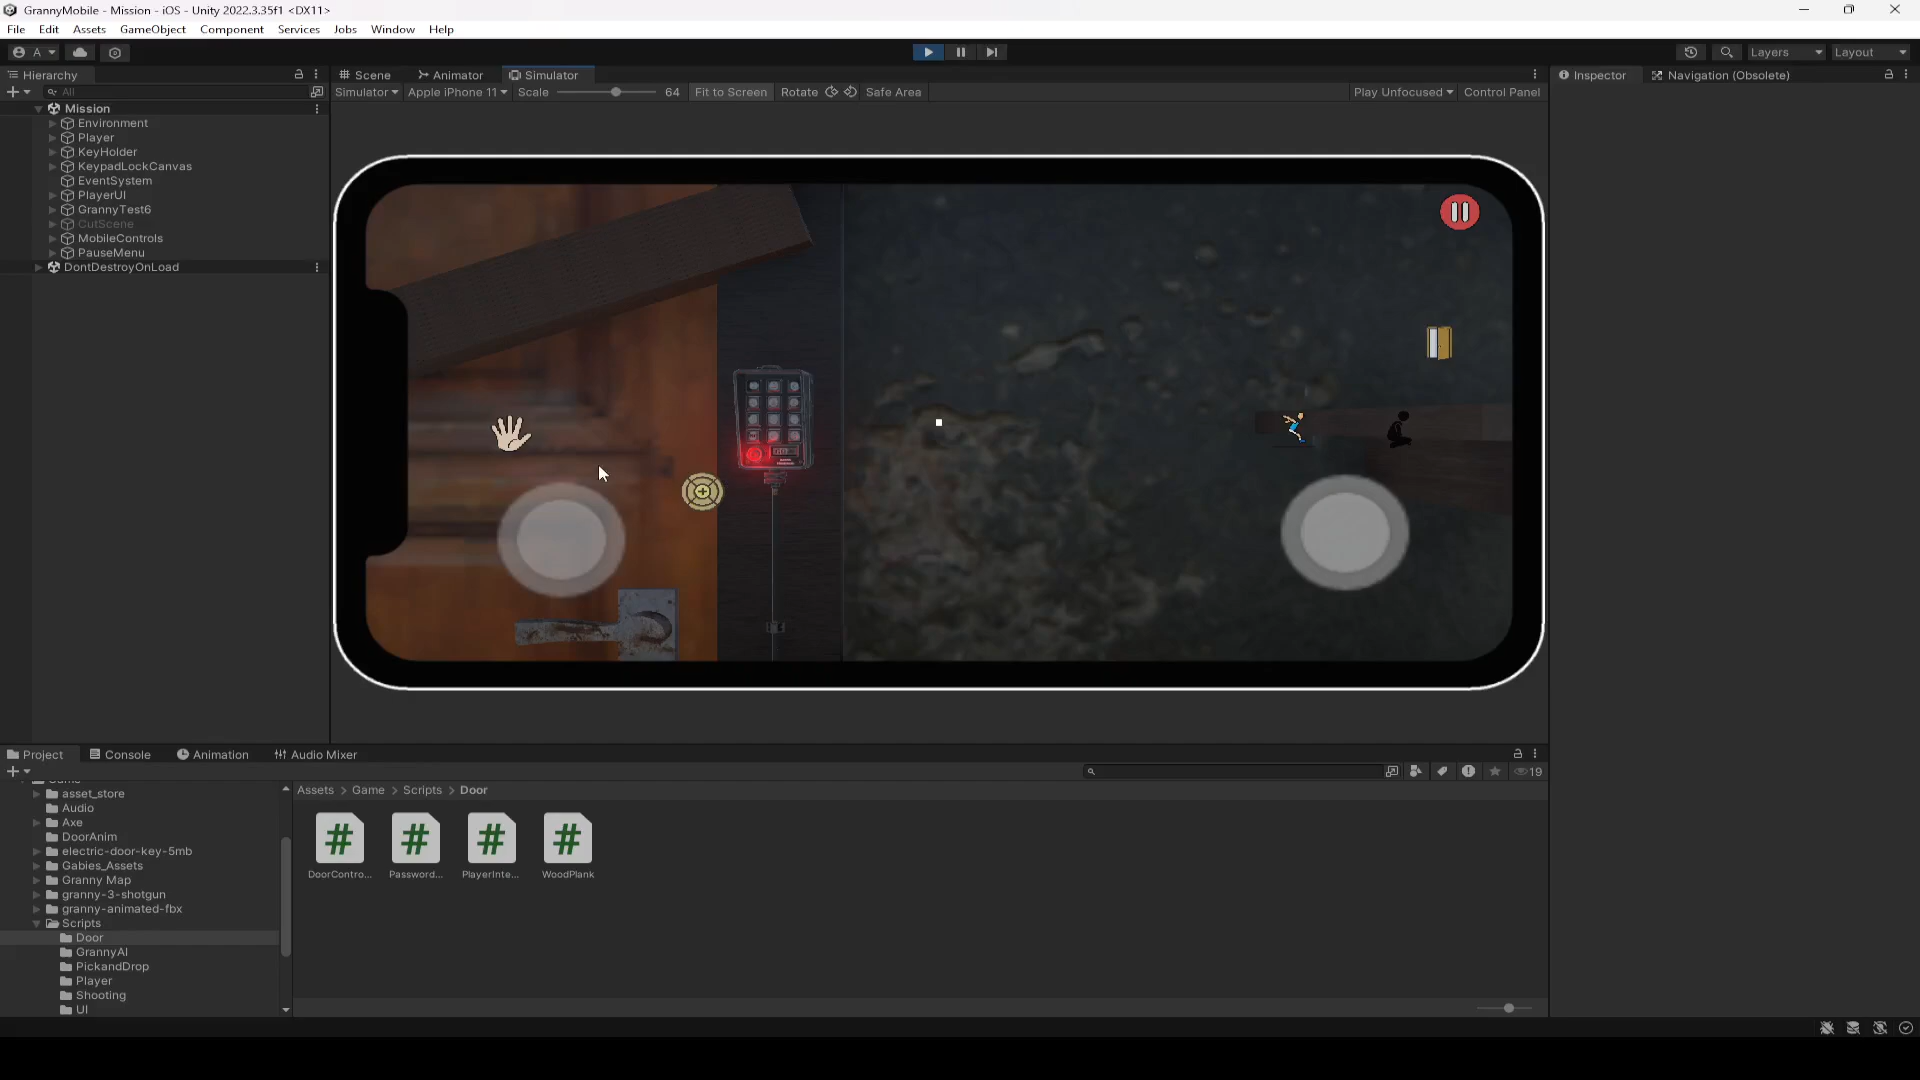 GrannyMobile - Mission - iOS - Unity 2022.3.35f1 <DX11>
File Edit Assets GameObject Component Services Jobs Window Help
A Layers Layout
Hierarchy Scene Animator Simulator Inspector Navigation (Obsolete)
All Simulator Apple iPhone 11 Scale 64 Fit to Screen Rotate Safe Area Play Unfocused Control Panel
Mission
Environment
Player
KeyHolder
KeypadLockCanvas
EventSystem
PlayerUI
GrannyTest6
CutScene
MobileControls
PauseMenu
DontDestroyOnLoad
Project Console Animation Audio Mixer
19
asset_store
Audio
Axe
DoorAnim
electric-door-key-5mb
Gabies_Assets
Granny Map
granny-3-shotgun
granny-animated-fbx
Scripts
Door
GrannyAI
PickandDrop
Player
Shooting
UI
Assets > Game > Scripts > Door
DoorContro... Password... PlayerInte... WoodPlank